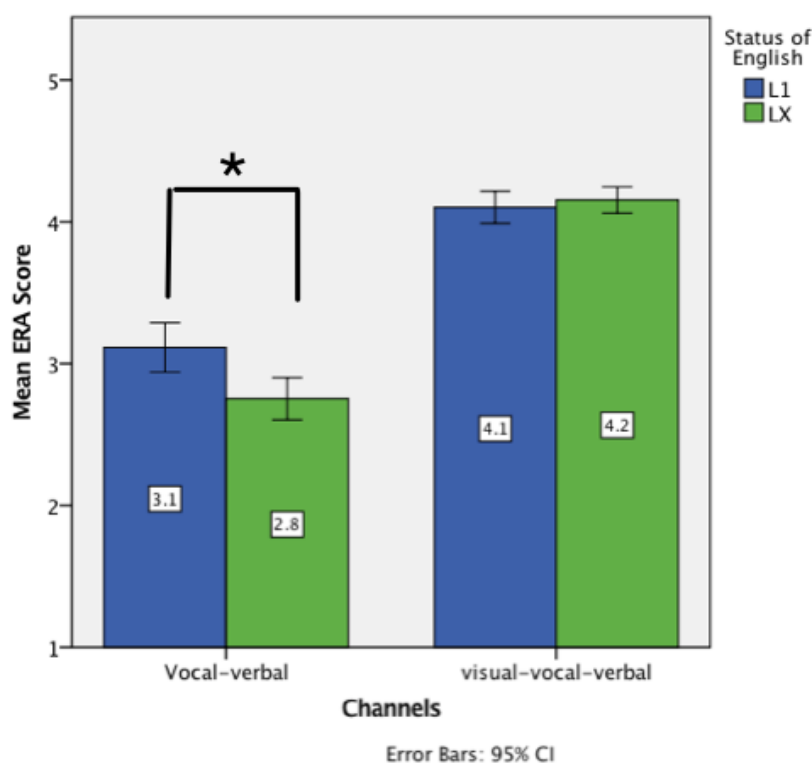 Status of
English
L1
LX
5
4
3
2
1
Mean ERA Score
*
3.1
2.8
4.1
4.2
Vocal-verbal
visual-vocal-verbal
Channels
Error Bars: 95% CI